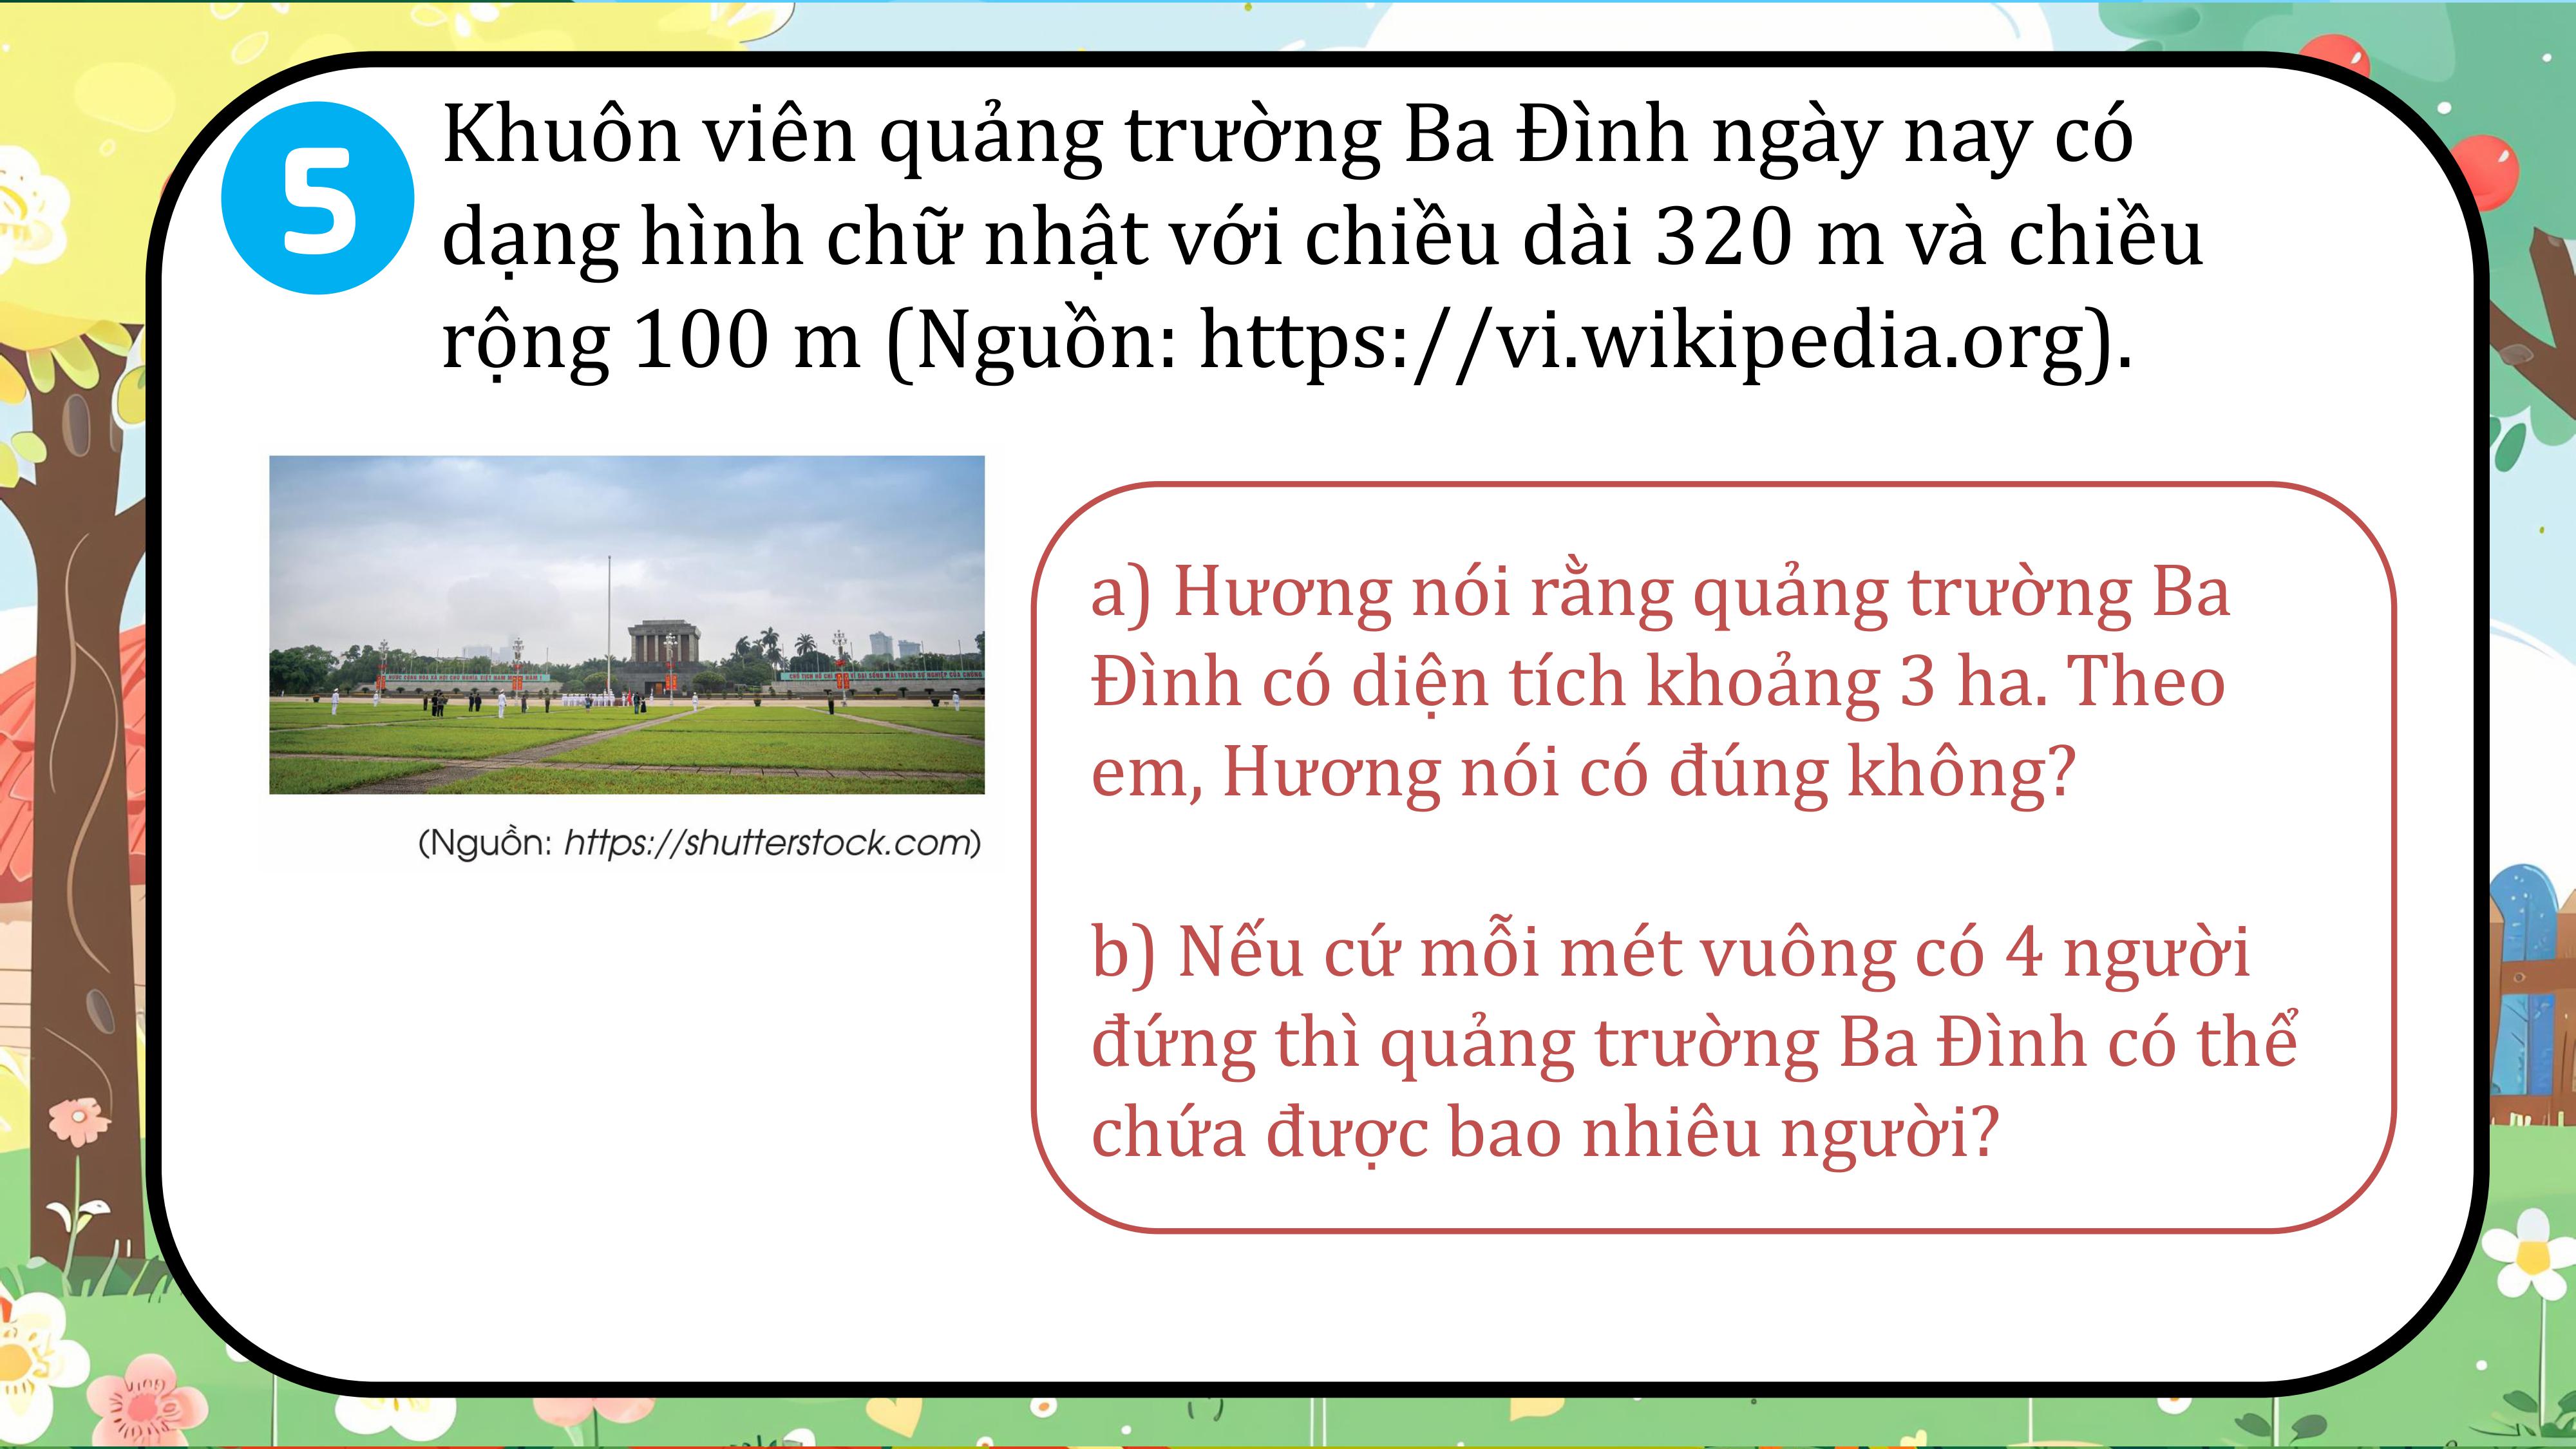 5
Khuôn viên quảng trường Ba Đình ngày nay có
dạng hình chữ nhật với chiều dài 320 m và chiều
rộng 100 m (Nguồn: https://vi.wikipedia.org).
(Nguồn: https://shutterstock.com)
a) Hương nói rằng quảng trường Ba
Đình có diện tích khoảng 3 ha. Theo
em, Hương nói có đúng không?
b) Nếu cứ mỗi mét vuông có 4 người
đứng thì quảng trường Ba Đình có thể
chứa được bao nhiêu người?